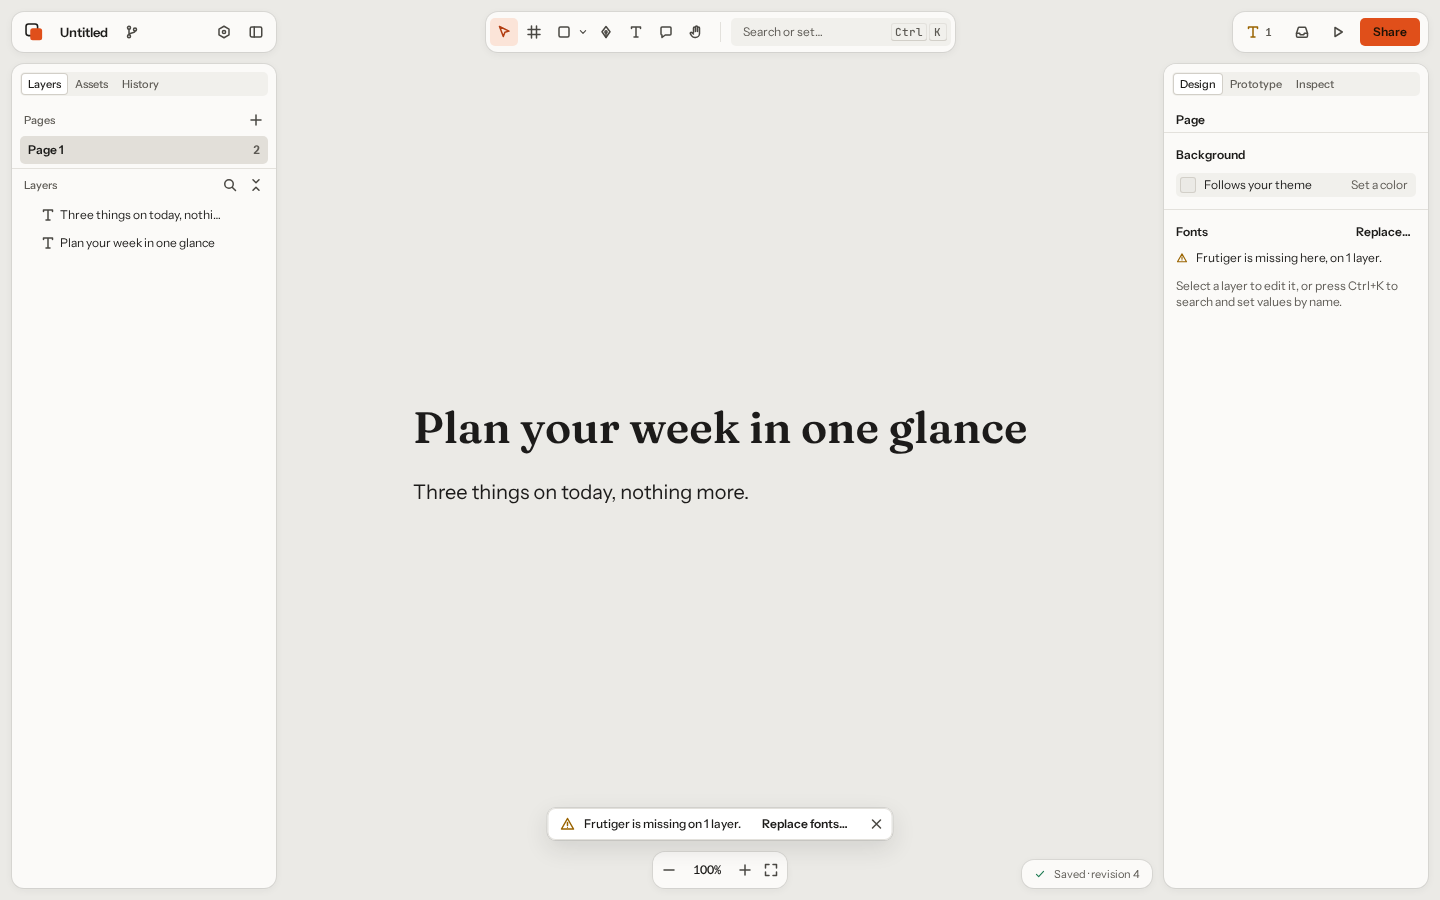 Untitled
Search or set...
Ctrl K
1
Share
Layers Assets History
Pages
Page 1 2
Layers
Three things on today, nothi...
Plan your week in one glance
Plan your week in one glance
Three things on today, nothing more.
Frutiger is missing on 1 layer. Replace fonts...
100%
Saved · revision 4
Design Prototype Inspect
Page
Background
Follows your theme Set a color
Fonts Replace...
Frutiger is missing here, on 1 layer.
Select a layer to edit it, or press Ctrl+K to
search and set values by name.